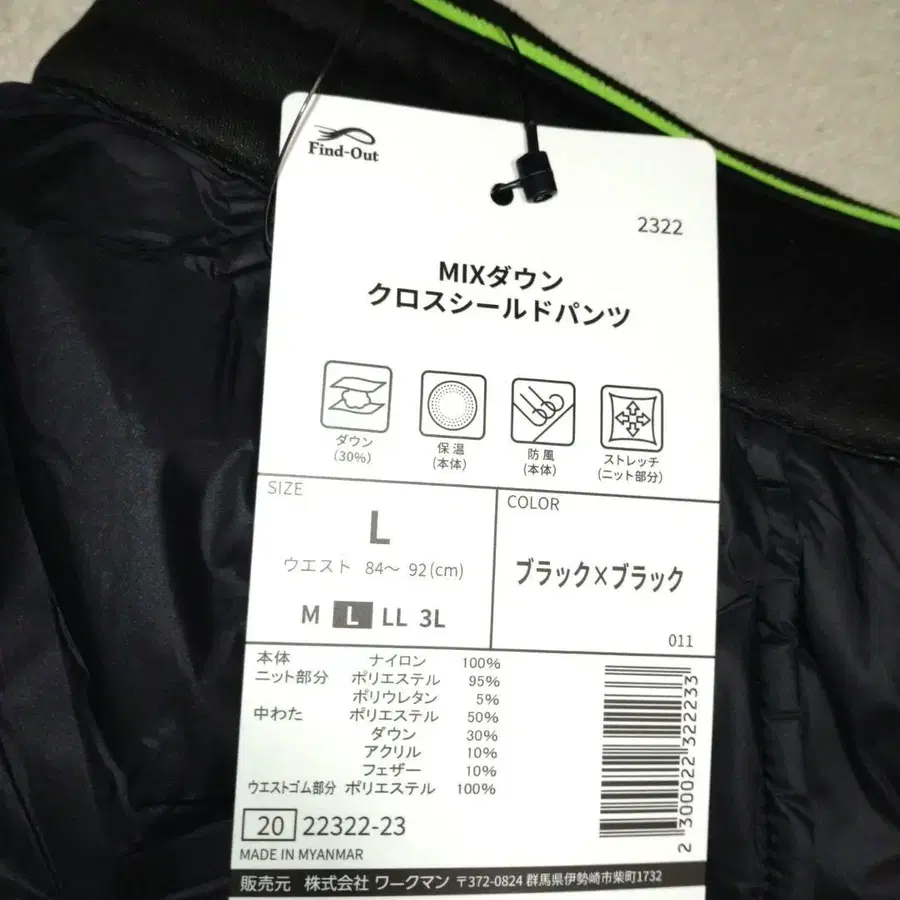 Find-Out
2322
MIXダウン
クロスシールドパンツ
ダウン
(30%)
保温
(本体)
防風
(本体)
ストレッチ
(ニット部分)
SIZE
L
ウエスト 84～ 92(cm)
M L LL 3L
COLOR
ブラック×ブラック
011
本体 ナイロン 100%
ニット部分 ポリエステル 95%
ポリウレタン 5%
中わた ポリエステル 50%
ダウン 30%
アクリル 10%
フェザー 10%
ウエストゴム部分 ポリエステル 100%
2 300022 322233
20 22322-23
MADE IN MYANMAR
販売元 株式会社 ワークマン 〒372-0824 群馬県伊勢崎市柴町1732